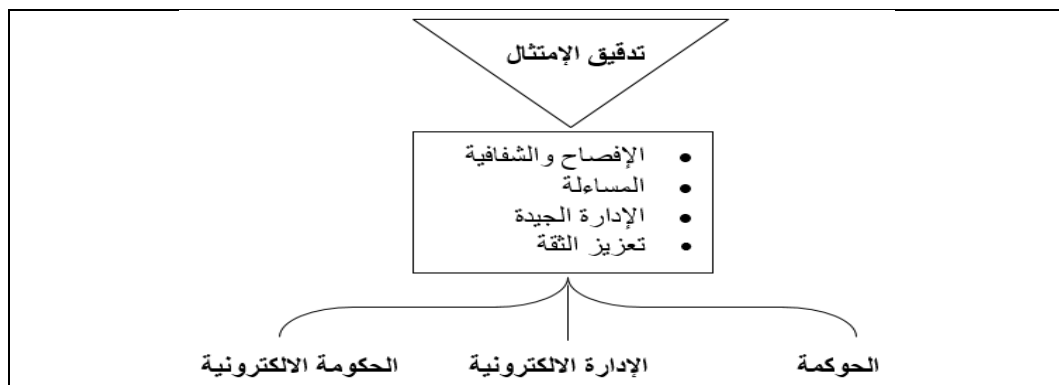 تدقيق الإمتثال
الإفصاح والشفافية
المساءلة
الإدارة الجيدة
تعزيز الثقة
الحوكمة
الإدارة الالكترونية
الحكومة الالكترونية